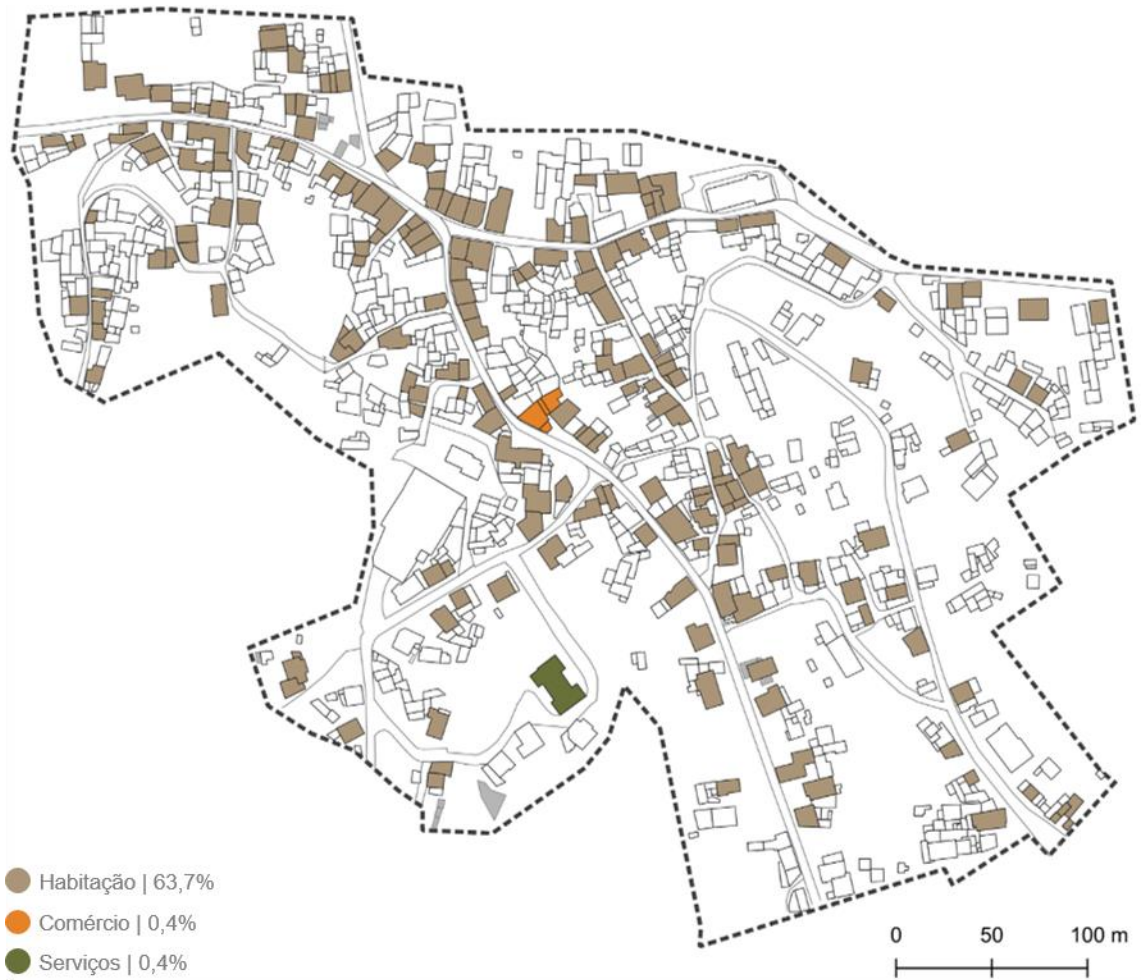 Habitação | 63,7%
Comércio | 0,4%
Serviços | 0,4%
0 50 100 m